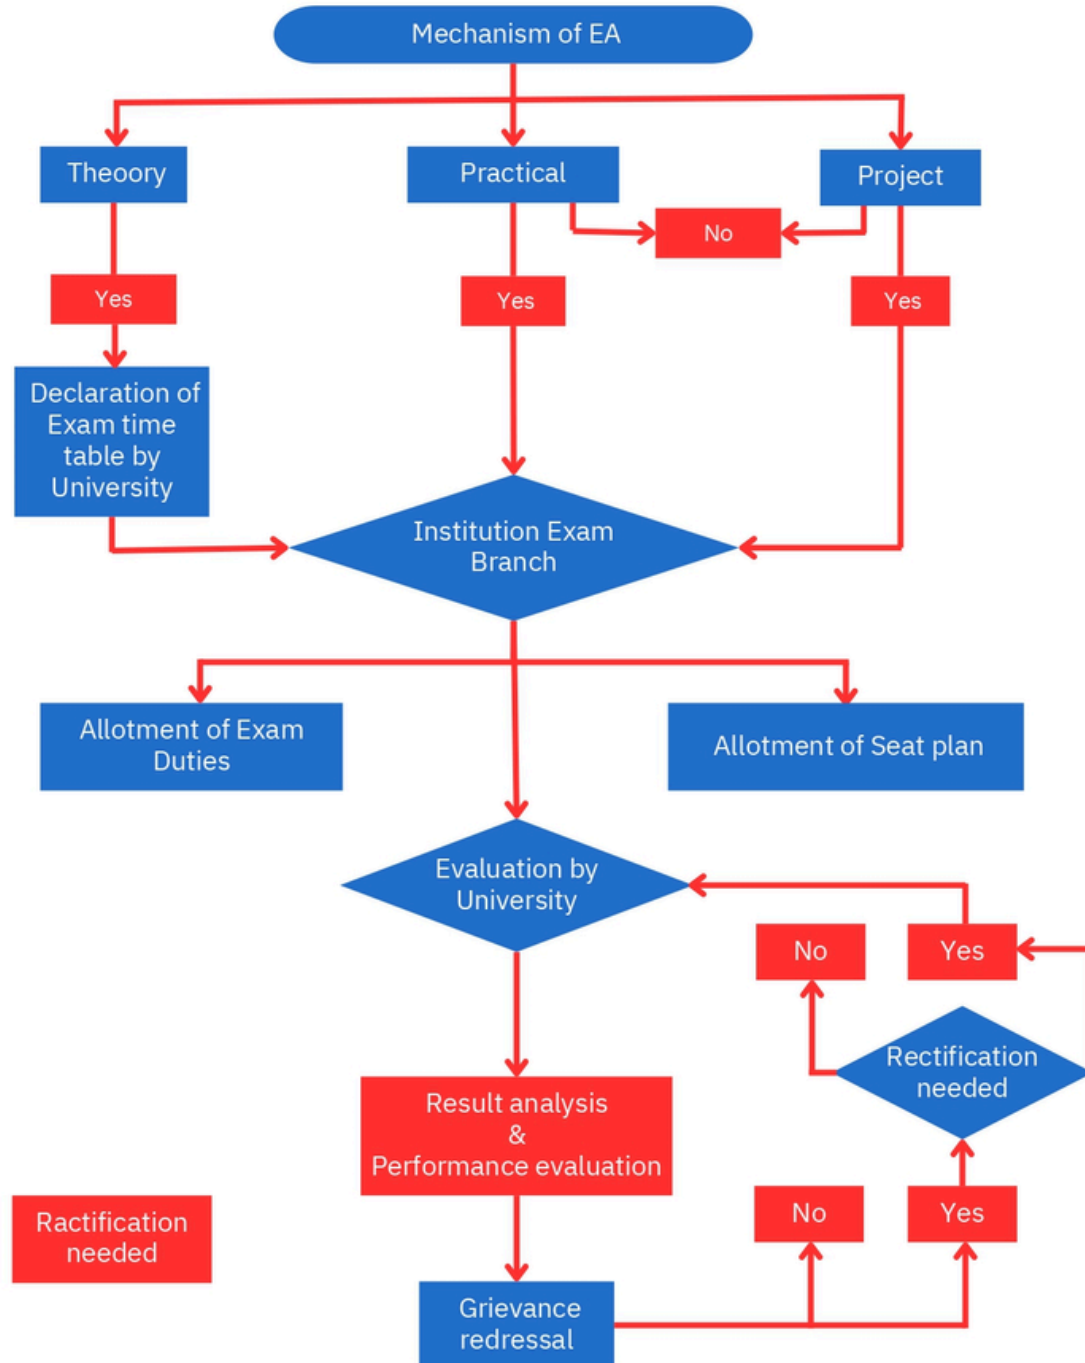 Mechanism of EA
Theoory
Practical
Project
No
Yes
Yes
Yes
Declaration of
Exam time
table by
University
Institution Exam
Branch
Allotment of Exam
Duties
Allotment of Seat plan
Evaluation by
University
No
Yes
Rectification
needed
Result analysis
&
Performance evaluation
No
Yes
Ractification
needed
Grievance
redressal